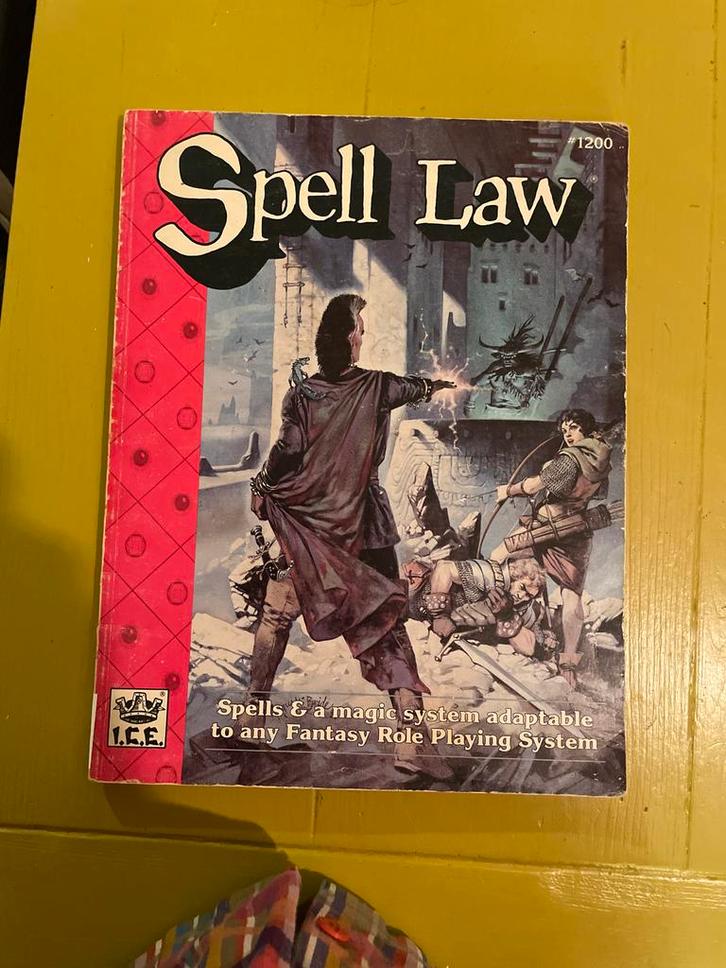 #1200
Spell Law
Spells & a magic system adaptable
to any Fantasy Role Playing System
I.C.E.